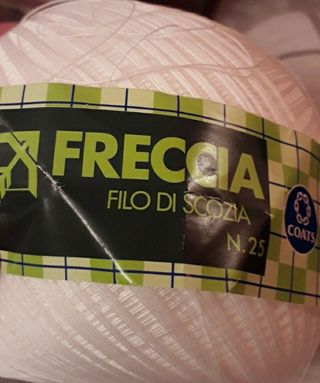 FRECCIA
FILO DI SCOZIA
N. 25
COATS